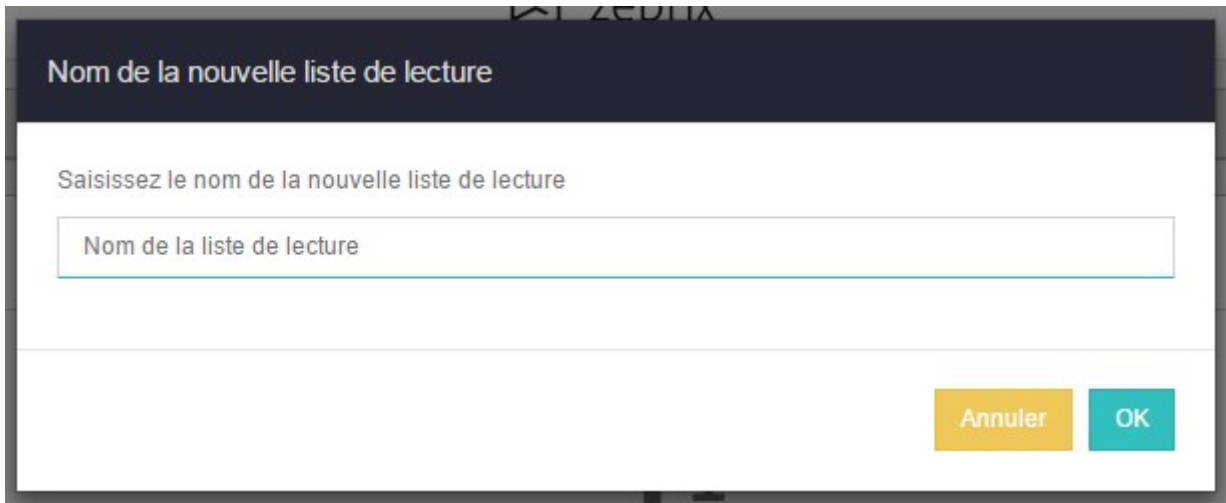 zebrix
Nom de la nouvelle liste de lecture
Saisissez le nom de la nouvelle liste de lecture
Nom de la liste de lecture
Annuler OK